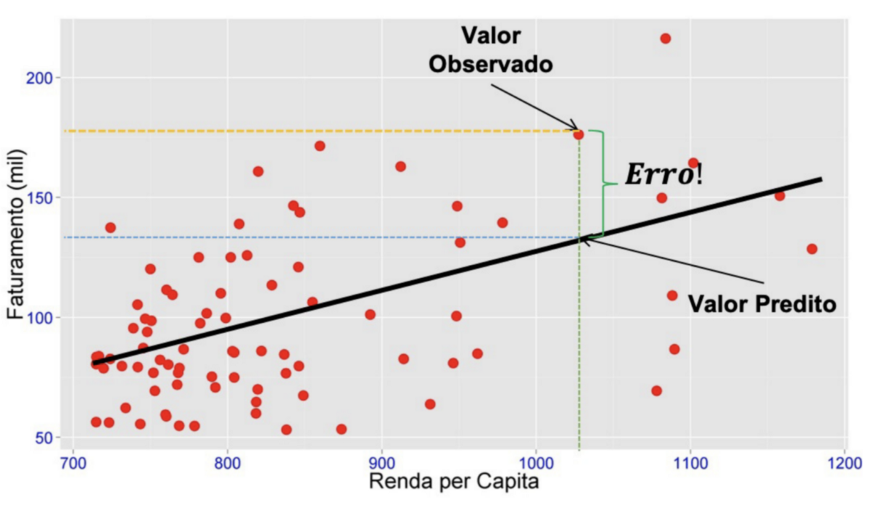 Valor
Observado
200
Erro!
150
Faturamento (mil)
Valor Predito
100
50
700
800
900
1000
1100
1200
Renda per Capita